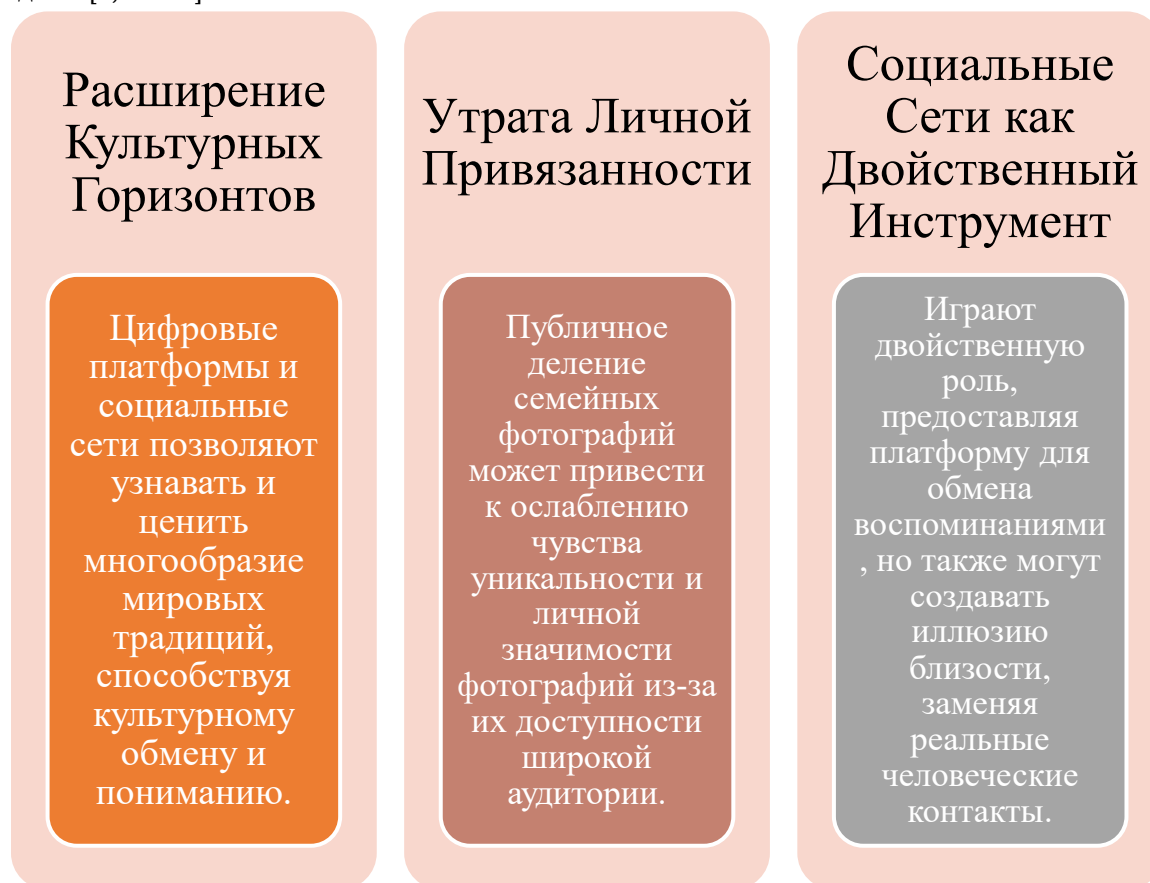 Расширение
Культурных
Горизонтов
Цифровые
платформы и
социальные
сети позволяют
узнавать и
ценить
многообразие
мировых
традиций,
способствуя
культурному
обмену и
пониманию.
Утрата Личной
Привязанности
Публичное
деление
семейных
фотографий
может привести
к ослаблению
чувства
уникальности и
личной
значимости
фотографий из-за
их доступности
широкой
аудитории.
Социальные
Сети как
Двойственный
Инструмент
Играют
двойственную
роль,
предоставляя
платформу для
обмена
воспоминаниями
, но также могут
создавать
иллюзию
близости,
заменяя
реальные
человеческие
контакты.